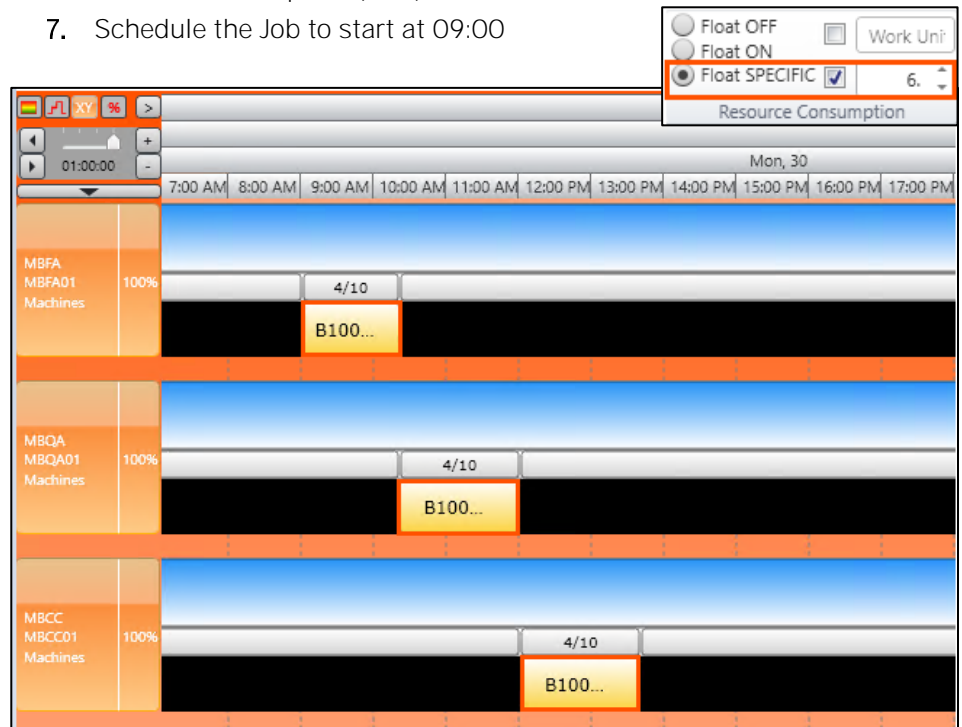 7. Schedule the Job to start at 09:00
Float OFF
Float ON
Float SPECIFIC 6.
Resource Consumption
XY % >
+
01:00:00 -
Mon, 30
7:00 AM 8:00 AM 9:00 AM 10:00 AM 11:00 AM 12:00 PM 13:00 PM 14:00 PM 15:00 PM 16:00 PM 17:00 PM
MBFA
MBFA01 100%
Machines
4/10
B100...
MBQA
MBQA01 100%
Machines
4/10
B100...
MBCC
MBCC01 100%
Machines
4/10
B100...